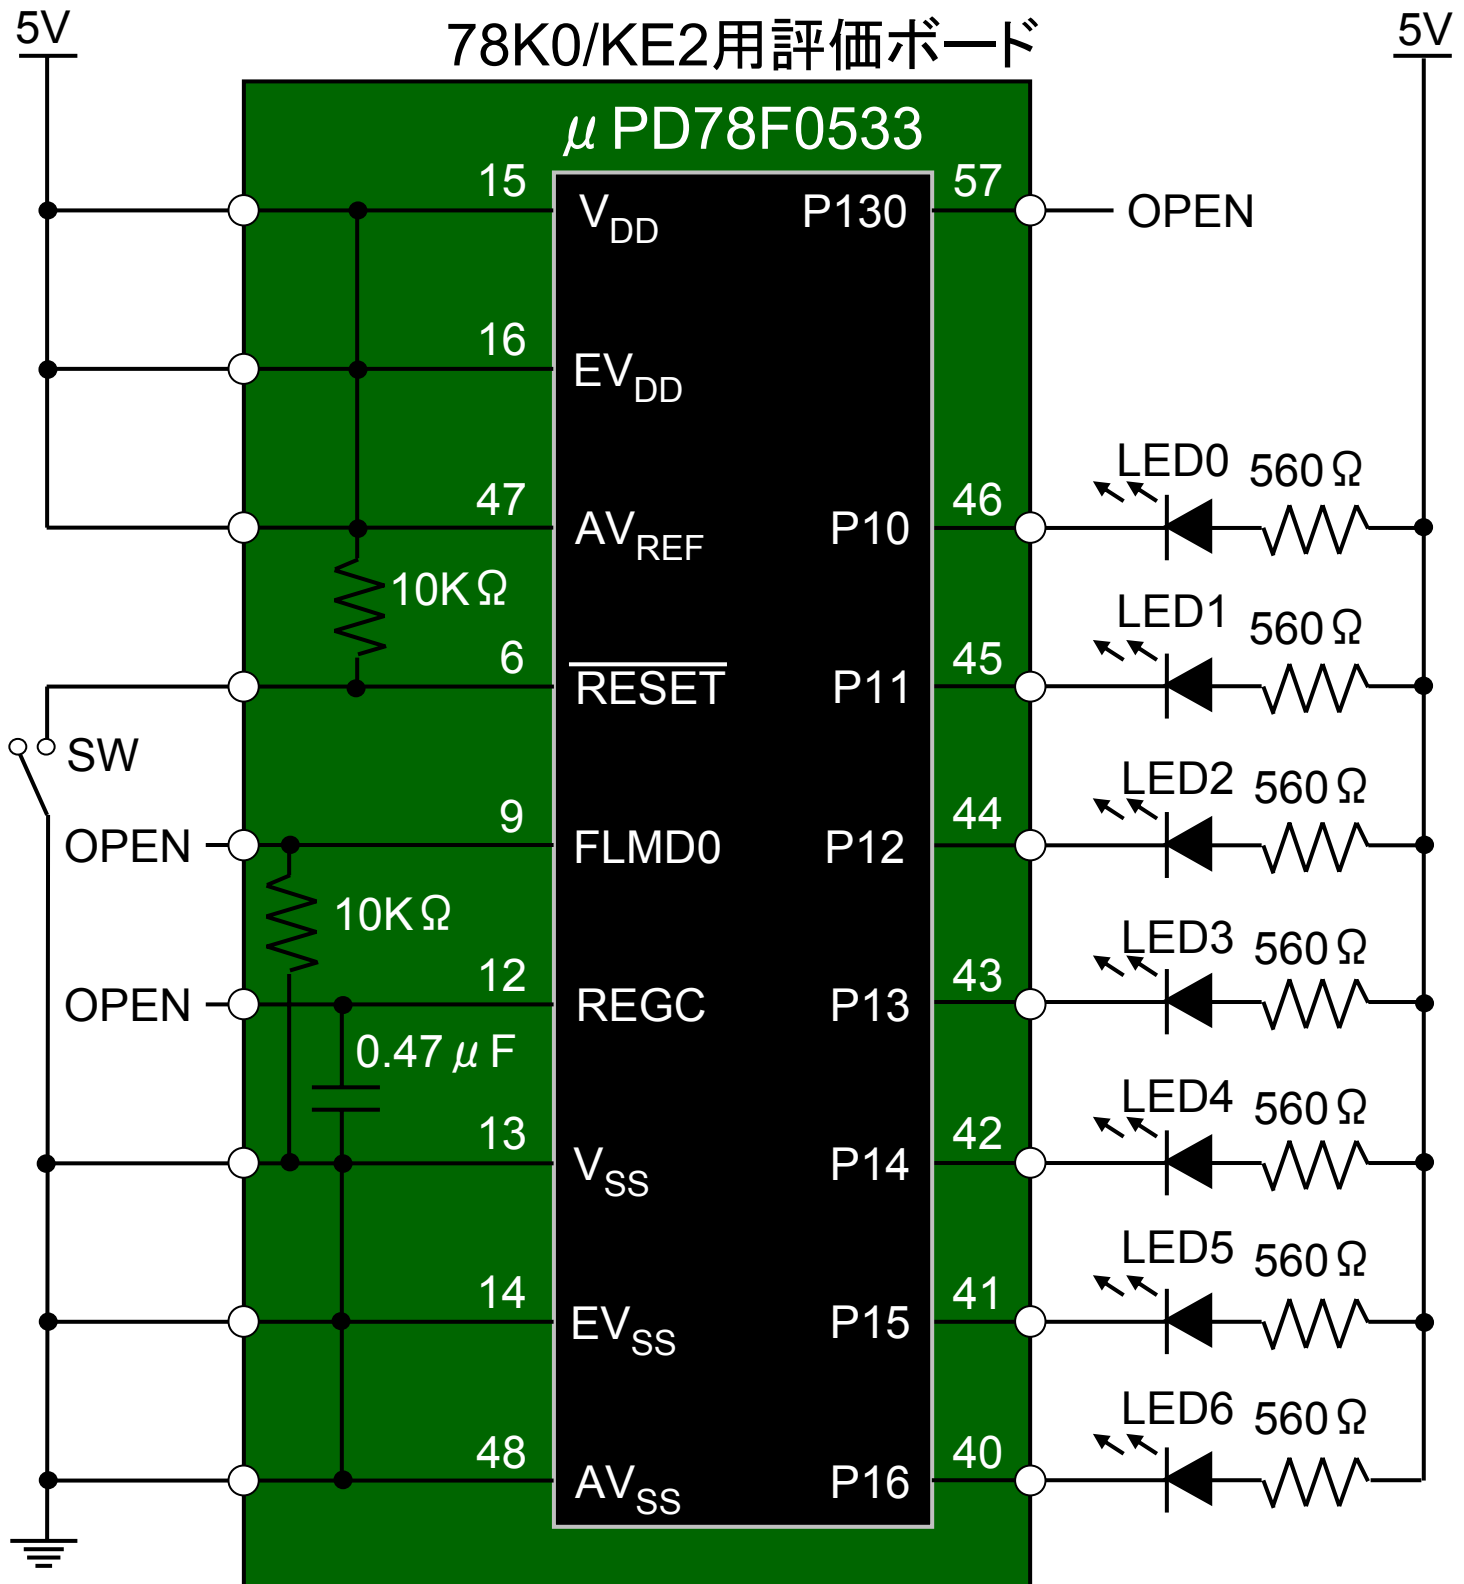 5V
78K0/KE2用評価ボード
5V
μPD78F0533
15
VDD
P130
57
OPEN
16
EVDD
47
AVREF
P10
46
LED0
560Ω
10KΩ
6
RESET
P11
45
LED1
560Ω
SW
OPEN
9
FLMD0
P12
44
LED2
560Ω
10KΩ
OPEN
12
REGC
P13
43
LED3
560Ω
0.47μF
13
VSS
P14
42
LED4
560Ω
14
EVSS
P15
41
LED5
560Ω
48
AVSS
P16
40
LED6
560Ω